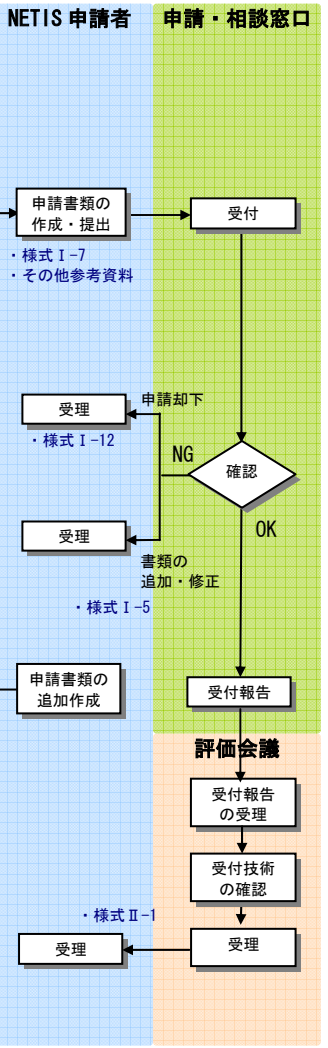 NETIS 申請者
申請・相談窓口
申請書類の
作成・提出
受付
・様式Ⅰ-7
・その他参考資料
受理
申請却下
・様式Ⅰ-12
NG
確認
受理
OK
書類の
追加・修正
・様式Ⅰ-5
申請書類の
追加作成
受付報告
評価会議
受付報告
の受理
受付技術
の確認
・様式Ⅱ-1
受理
受理